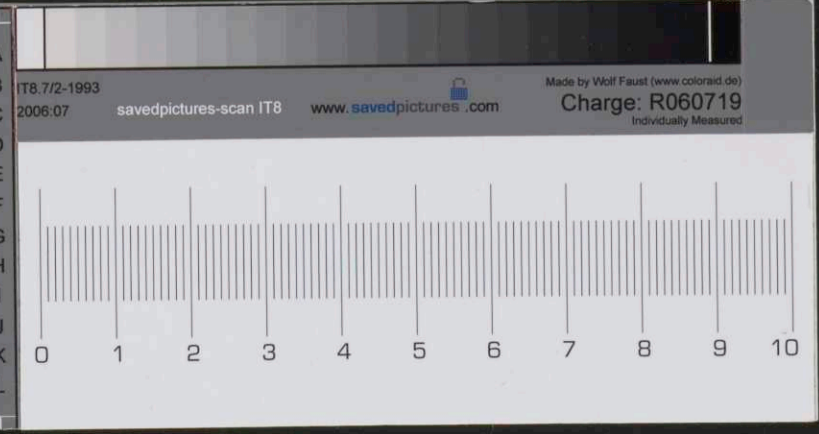 IT8.7/2-1993
2006:07
savedpictures-scan IT8
www.savedpictures.com
Made by Wolf Faust (www.coloraid.de)
Charge: R060719
Individually Measured
0 1 2 3 4 5 6 7 8 9 10